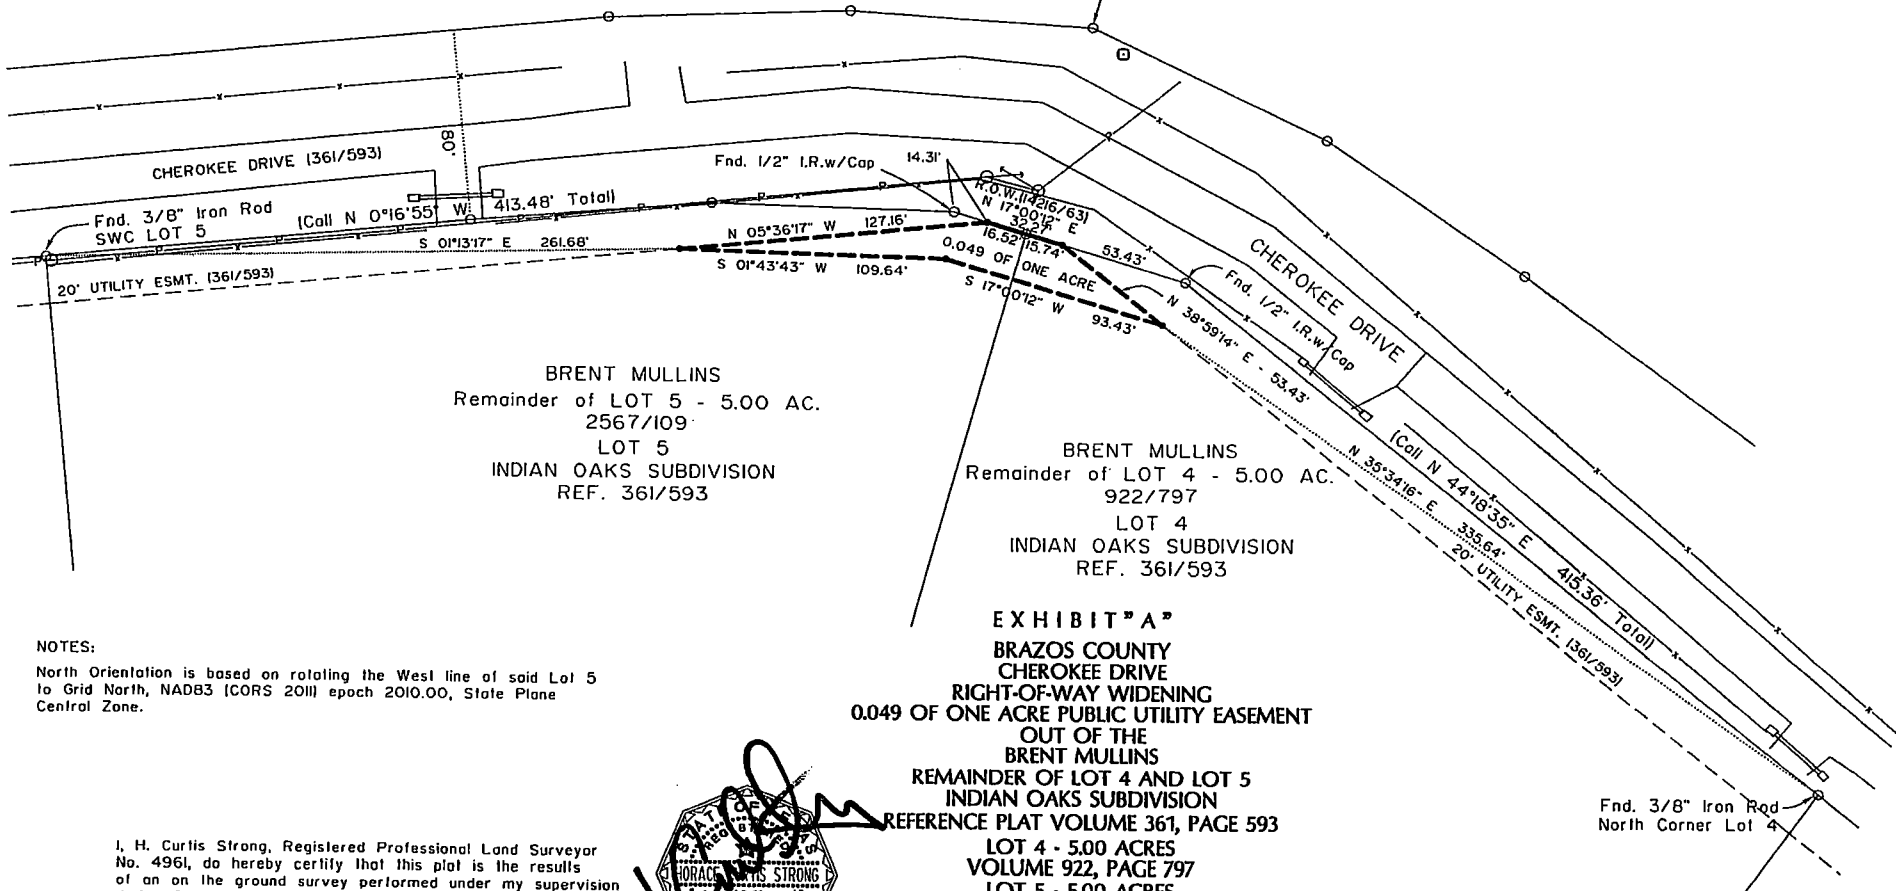 80'
CHEROKEE DRIVE (361/593)
Fnd. 3/8" Iron Rod
SWC LOT 5
(Call N 0°16'55" W 413.48' Total)
S 01°13'17" E 261.68'
20' UTILITY ESMT. (361/593)
Fnd. 1/2" I.R.w/Cap
14.31'
R.O.W.(14216/63)
N 17°00'12" E
32.27'
16.52' 15.74'
53.43'
N 05°36'17" W 127.16'
0.049 OF ONE ACRE
S 01°43'43" W 109.64'
S 17°00'12" W 93.43'
CHEROKEE DRIVE
Fnd. 1/2" I.R.w/Cap
N 38°59'14" E - 53.43'
(Call N 44°18'35" E 415.36' Total)
N 35°34'16" E 335.64'
20' UTILITY ESMT. (361/593)
BRENT MULLINS
Remainder of LOT 5 - 5.00 AC.
2567/109
LOT 5
INDIAN OAKS SUBDIVISION
REF. 361/593
BRENT MULLINS
Remainder of LOT 4 - 5.00 AC.
922/797
LOT 4
INDIAN OAKS SUBDIVISION
REF. 361/593
Fnd. 3/8" Iron Rod
North Corner Lot 4
NOTES:
North Orientation is based on rotating the West line of said Lot 5
to Grid North, NAD83 (CORS 2011) epoch 2010.00, State Plane
Central Zone.
EXHIBIT "A"
BRAZOS COUNTY
CHEROKEE DRIVE
RIGHT-OF-WAY WIDENING
0.049 OF ONE ACRE PUBLIC UTILITY EASEMENT
OUT OF THE
BRENT MULLINS
REMAINDER OF LOT 4 AND LOT 5
INDIAN OAKS SUBDIVISION
REFERENCE PLAT VOLUME 361, PAGE 593
LOT 4 - 5.00 ACRES
VOLUME 922, PAGE 797
LOT 5 - 5.00 ACRES
I, H. Curtis Strong, Registered Professional Land Surveyor
No. 4961, do hereby certify that this plat is the results
of an on the ground survey performed under my supervision
STATE OF
STRONG